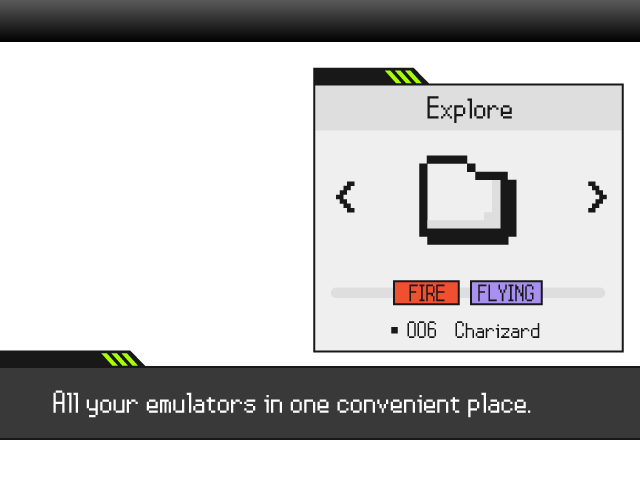 Explore
FIRE FLYING
▪ 006 Charizard
All your emulators in one convenient place.